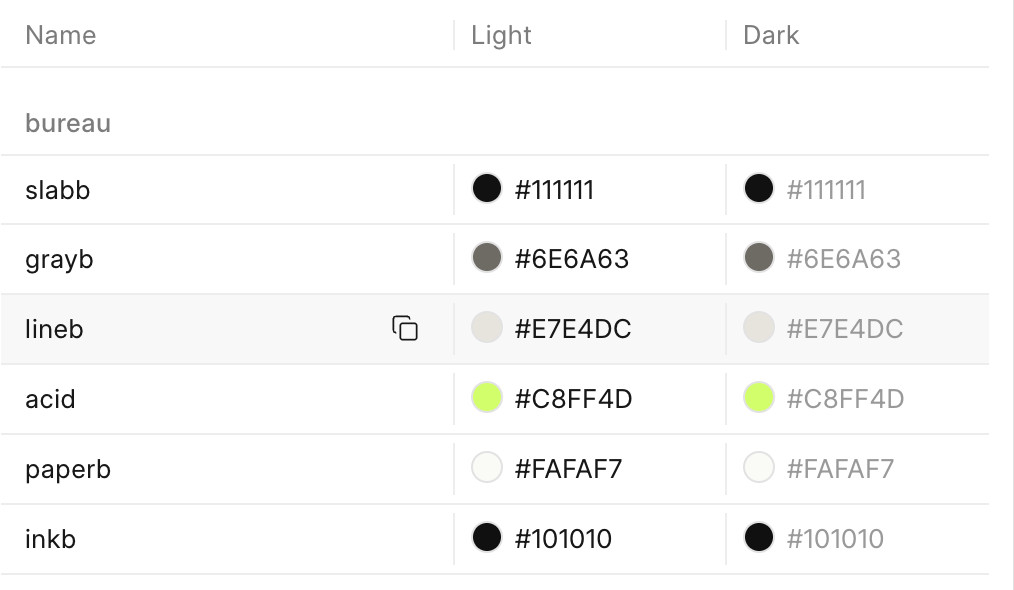 Name Light Dark
bureau
slabb #111111 #111111
grayb #6E6A63 #6E6A63
lineb #E7E4DC #E7E4DC
acid #C8FF4D #C8FF4D
paperb #FAFAF7 #FAFAF7
inkb #101010 #101010